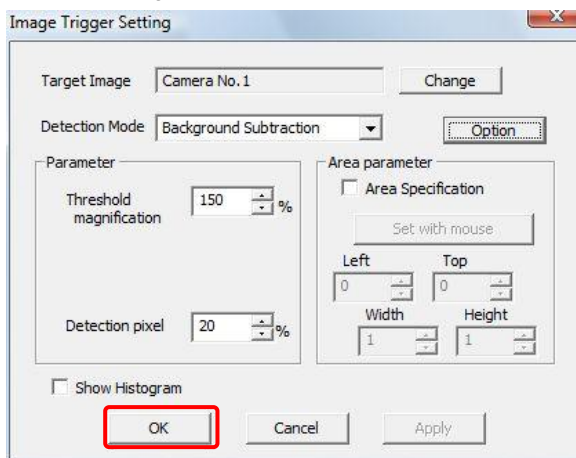 Image Trigger Setting
X
Target Image Camera No.1 Change
Detection Mode Background Subtraction Option
Parameter Area parameter
Area Specification
Threshold magnification 150 %
Set with mouse
Left Top
0 0
Width Height
Detection pixel 20 %
1 1
Show Histogram
OK Cancel Apply